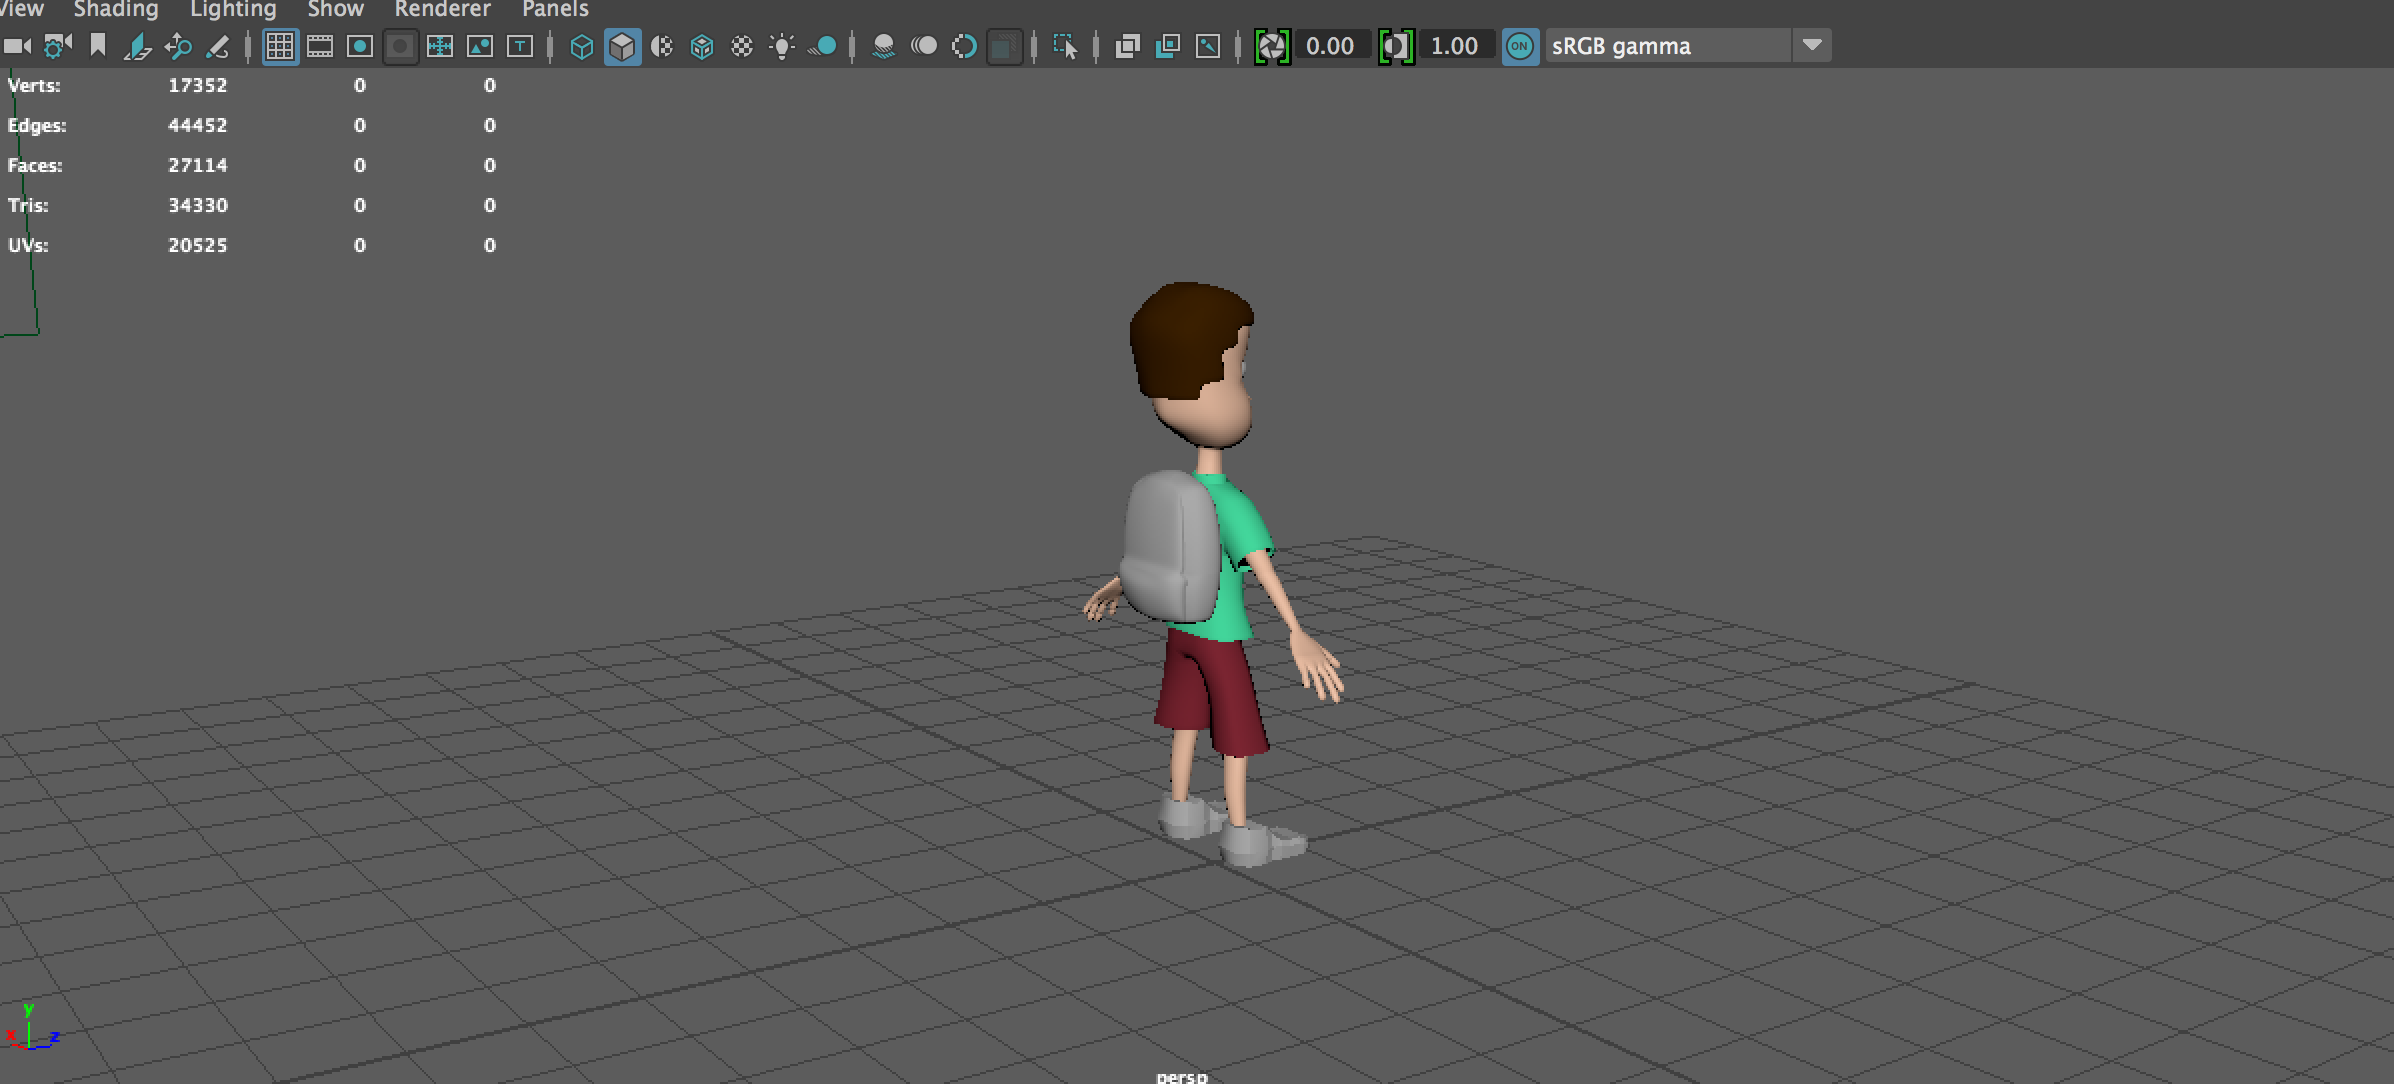 View Shading Lighting Show Renderer Panels
T 0.00 1.00 ON sRGB gamma
Verts: 17352 0 0
Edges: 44452 0 0
Faces: 27114 0 0
Tris: 34330 0 0
UVs: 20525 0 0
y
x z
persp